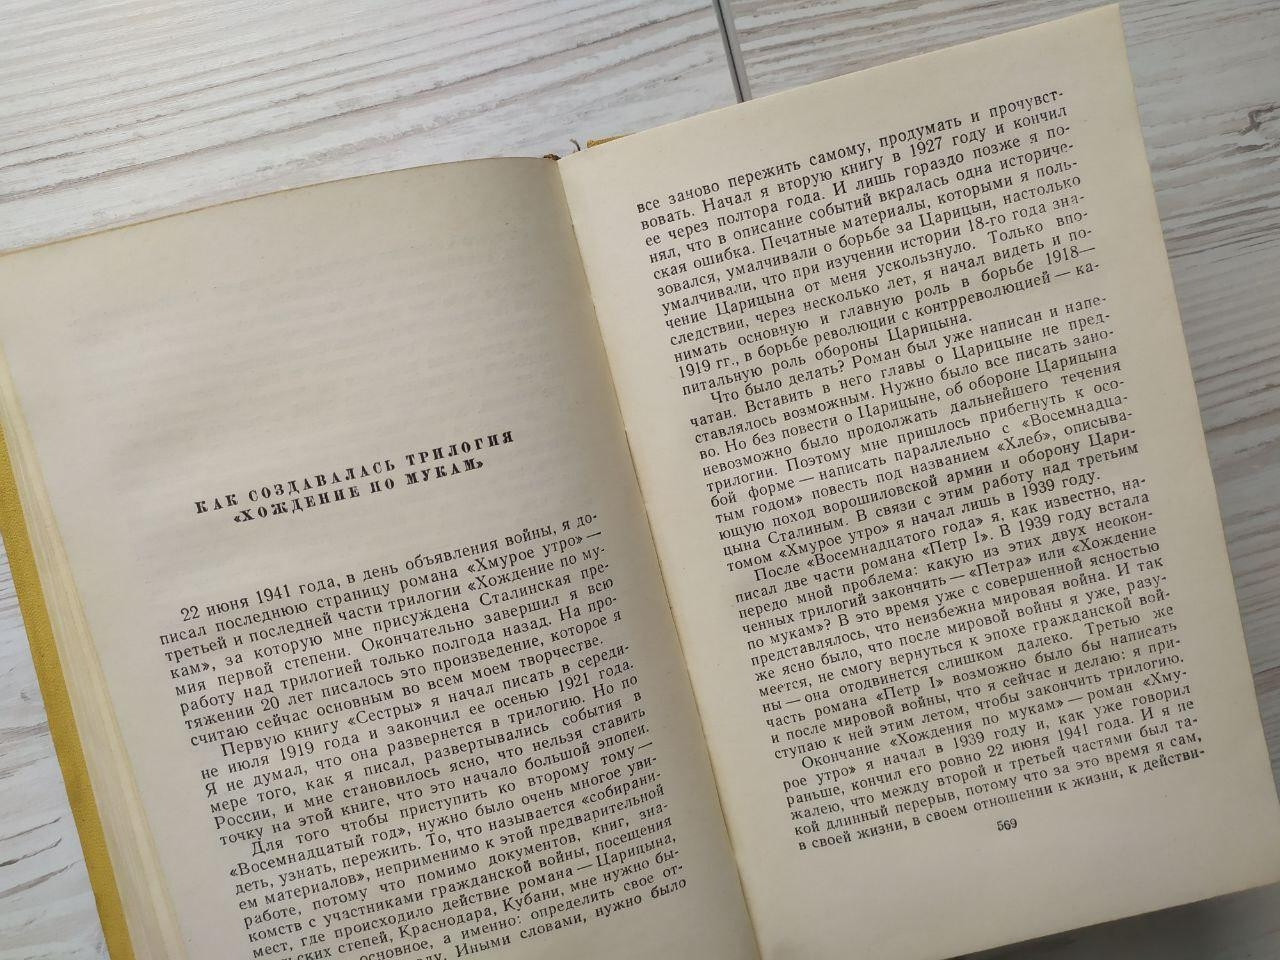 КАК СОЗДАВАЛАСЬ ТРИЛОГИЯ
«ХОЖДЕНИЕ ПО МУКАМ»
22 июня 1941 года, в день объявления войны, я до-
писал последнюю страницу романа «Хмурое утро» —
третьей и последней части трилогии «Хождение по му-
кам», за которую мне присуждена Сталинская пре-
мия первой степени. Окончательно завершил я всю
работу над трилогией только полгода назад. На про-
тяжении 20 лет писалось это произведение, которое я
считаю сейчас основным во всем моем творчестве.
Первую книгу «Сестры» я начал писать в середи-
не июля 1919 года и закончил ее осенью 1921 года.
Я не думал, что она развернется в трилогию. Но по
мере того, как я писал, развертывались события в
России, и мне становилось ясно, что нельзя ставить
точку на этой книге, что это начало большой эпопеи.
Для того чтобы приступить ко второму тому —
«Восемнадцатый год», нужно было очень многое уви-
деть, узнать, пережить. То, что называется «собирани-
ем материалов», неприменимо к этой предварительной
работе, потому что помимо документов, книг, зна-
комств с участниками гражданской войны, посещения
мест, где происходило действие романа — Царицына,
льских степей, Краснодара, Кубани, мне нужно бы-
основное, а именно: определить свое от-
ду. Иными словами, нужно было
все заново пережить самому, продумать и прочувст-
вовать. Начал я вторую книгу в 1927 году и кончил
ее через полтора года. И лишь гораздо позже я по-
нял, что в описание событий вкралась одна историче-
ская ошибка. Печатные материалы, которыми я поль-
зовался, умалчивали о борьбе за Царицын, настолько
умалчивали, что при изучении истории 18-го года зна-
чение Царицына от меня ускользнуло. Только впо-
следствии, через несколько лет, я начал видеть и по-
нимать основную и главную роль в борьбе 1918—
1919 гг., в борьбе революции с контрреволюцией — ка-
питальную роль обороны Царицына.
Что было делать? Роман был уже написан и напе-
чатан. Вставить в него главы о Царицыне не пред-
ставлялось возможным. Нужно было все писать зано-
во. Но без повести о Царицыне, об обороне Царицына
невозможно было продолжать дальнейшего течения
трилогии. Поэтому мне пришлось прибегнуть к осо-
бой форме — написать параллельно с «Восемнадца-
тым годом» повесть под названием «Хлеб», описыва-
ющую поход ворошиловской армии и оборону Цари-
цына Сталиным. В связи с этим работу над третьим
томом «Хмурое утро» я начал лишь в 1939 году.
После «Восемнадцатого года» я, как известно, на-
писал две части романа «Петр I». В 1939 году встала
передо мной проблема: какую из этих двух неокон-
ченных трилогий закончить — «Петра» или «Хождение
по мукам»? В это время уже с совершенной ясностью
представлялось, что неизбежна мировая война. И так
же ясно было, что после мировой войны я уже, разу-
меется, не смогу вернуться к эпохе гражданской вой-
ны — она отодвинется слишком далеко. Третью же
часть романа «Петр I» возможно было бы написать
и после мировой войны, что я сейчас и делаю: я при-
ступаю к ней этим летом, чтобы закончить трилогию.
Окончание «Хождения по мукам» — роман «Хму-
рое утро» я начал в 1939 году и, как уже говорил
раньше, кончил его ровно 22 июня 1941 года. И я не
жалею, что между второй и третьей частями был та-
кой длинный перерыв, потому что за это время я сам,
в своей жизни, в своем отношении к жизни, к действи-
569